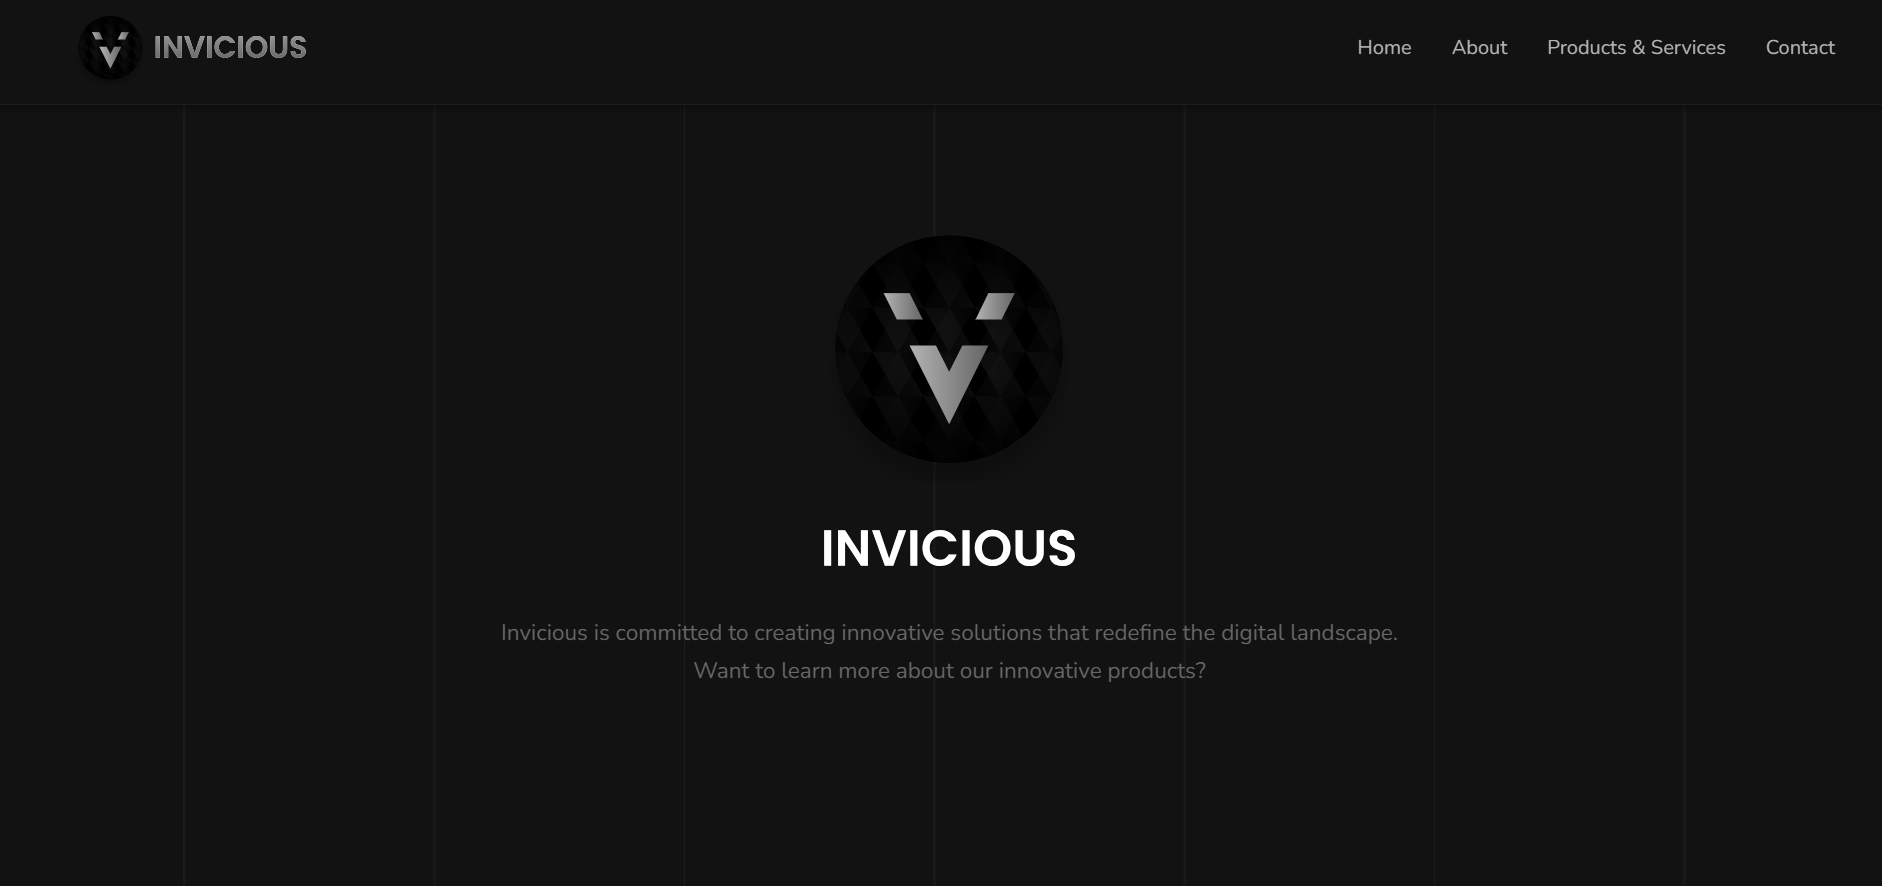 INVICIOUS
Home
About
Products & Services
Contact
INVICIOUS
Invicious is committed to creating innovative solutions that redefine the digital landscape.
Want to learn more about our innovative products?